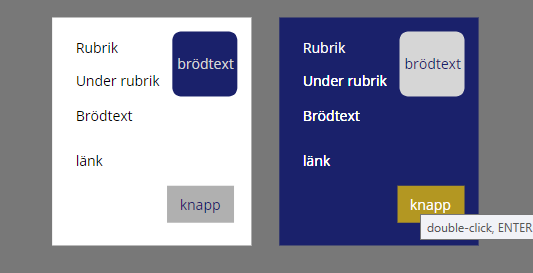 Rubrik
brödtext
Under rubrik
Brödtext
länk
knapp
Rubrik
brödtext
Under rubrik
Brödtext
länk
knapp
double-click, ENTER